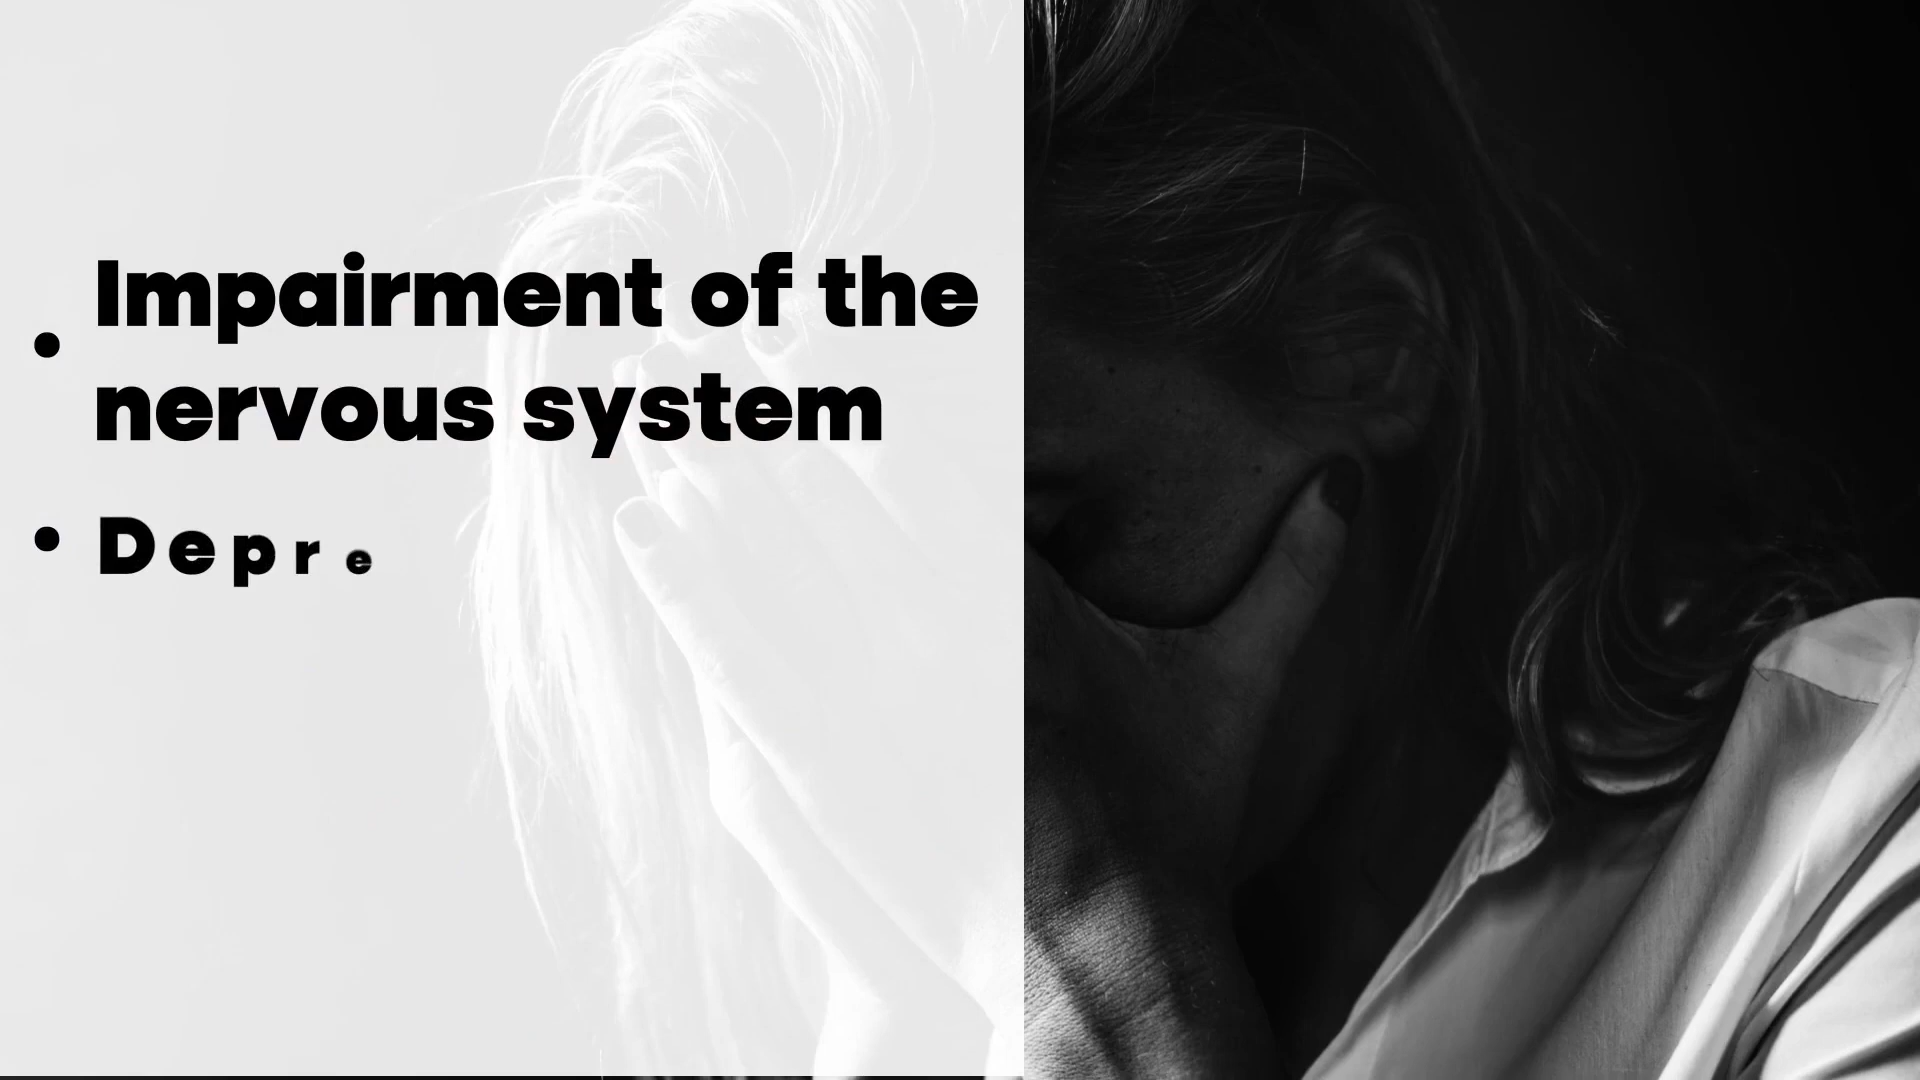 • Impairment of the
nervous system
• Depre